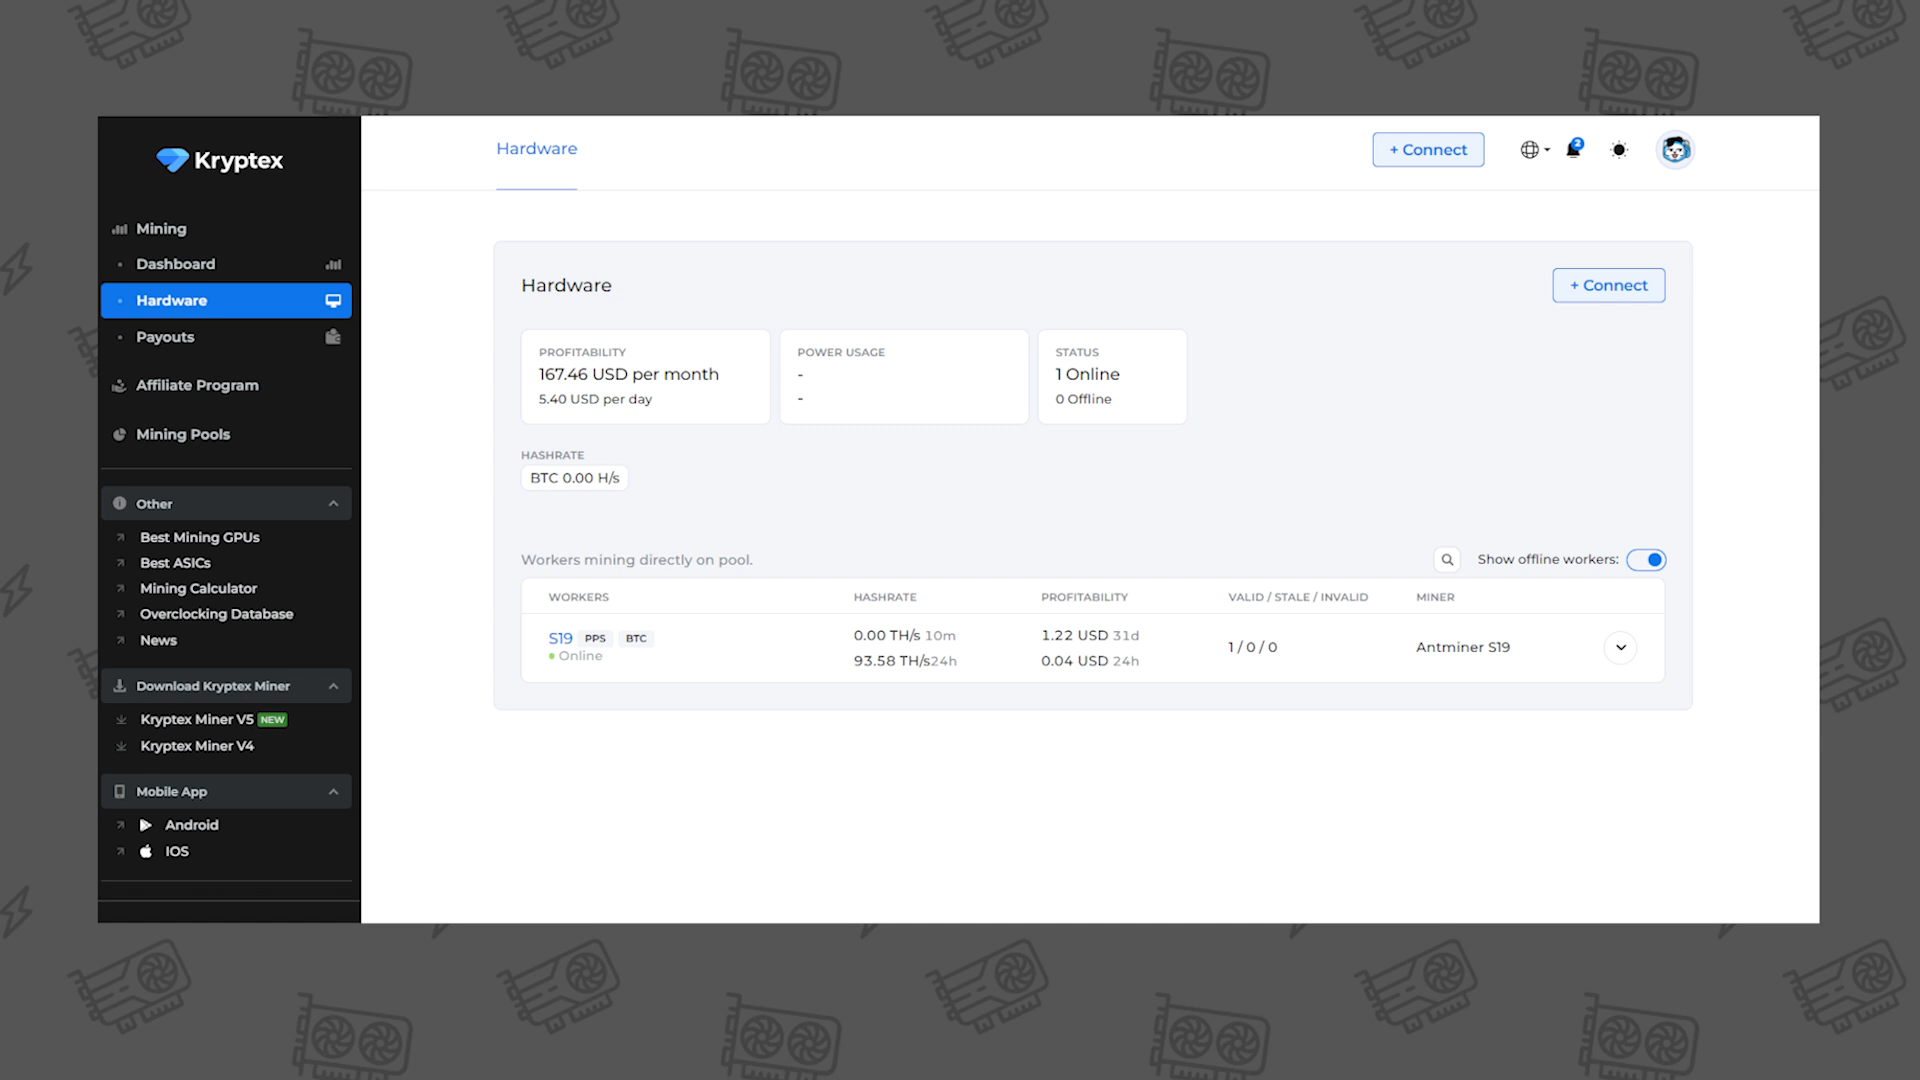 Kryptex
Mining
Dashboard
Hardware
Payouts
Affiliate Program
Mining Pools
Other
Best Mining GPUs
Best ASICs
Mining Calculator
Overclocking Database
News
Download Kryptex Miner
Kryptex Miner V5 NEW
Kryptex Miner V4
Mobile App
Android
IOS
Hardware
+ Connect
2
Hardware
+ Connect
PROFITABILITY
167.46 USD per month
5.40 USD per day
POWER USAGE
-
-
STATUS
1 Online
0 Offline
HASHRATE
BTC 0.00 H/s
Workers mining directly on pool.
Show offline workers:
WORKERS HASHRATE PROFITABILITY VALID / STALE / INVALID MINER
S19 PPS BTC
Online
0.00 TH/s 10m
93.58 TH/s24h
1.22 USD 31d
0.04 USD 24h
1 / 0 / 0
Antminer S19